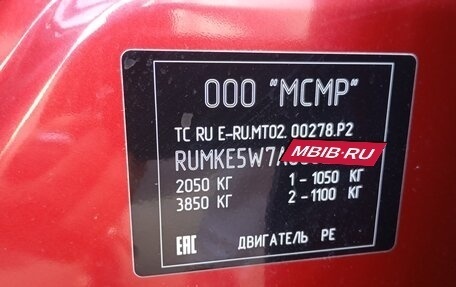 ООО "МСМР"
ТС RU E-RU.MT02. 00278.P2
MBIB.RU
2050 КГ 1 - 1050 КГ
3850 КГ 2 - 1100 КГ
ЕАС ДВИГАТЕЛЬ PE